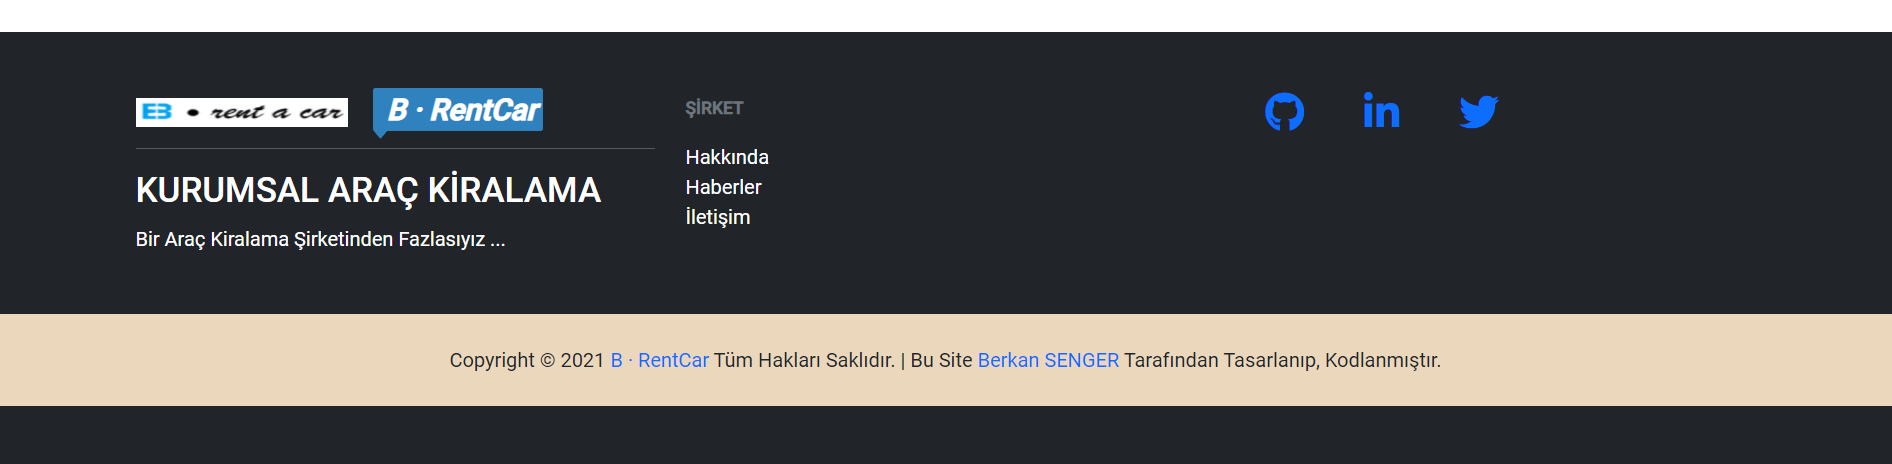 B • rent a car
B · RentCar
KURUMSAL ARAÇ KİRALAMA
Bir Araç Kiralama Şirketinden Fazlasıyız ...
ŞİRKET
Hakkında
Haberler
İletişim
in
Copyright © 2021 B · RentCar Tüm Hakları Saklıdır. | Bu Site Berkan SENGER Tarafından Tasarlanıp, Kodlanmıştır.